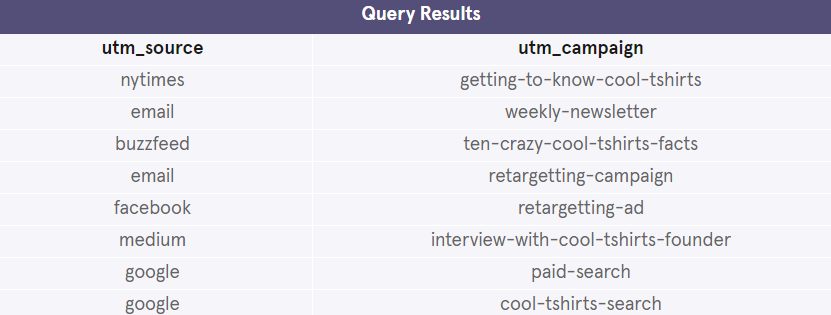 Query Results
utm_source utm_campaign
nytimes getting-to-know-cool-tshirts
email weekly-newsletter
buzzfeed ten-crazy-cool-tshirts-facts
email retargetting-campaign
facebook retargetting-ad
medium interview-with-cool-tshirts-founder
google paid-search
google cool-tshirts-search